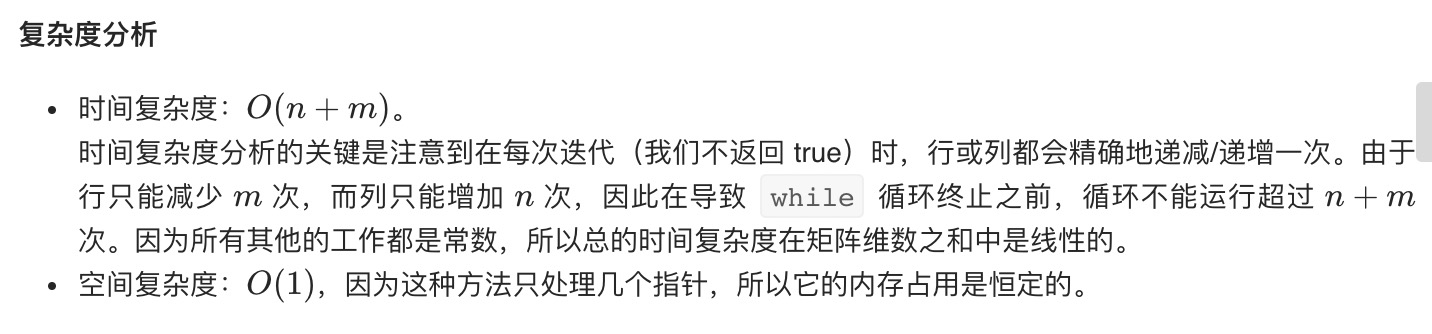 复杂度分析
• 时间复杂度：O(n + m)。
时间复杂度分析的关键是注意到在每次迭代（我们不返回 true）时，行或列都会精确地递减/递增一次。由于
行只能减少 m 次，而列只能增加 n 次，因此在导致 while 循环终止之前，循环不能运行超过 n + m
次。因为所有其他的工作都是常数，所以总的时间复杂度在矩阵维数之和中是线性的。
• 空间复杂度：O(1)，因为这种方法只处理几个指针，所以它的内存占用是恒定的。